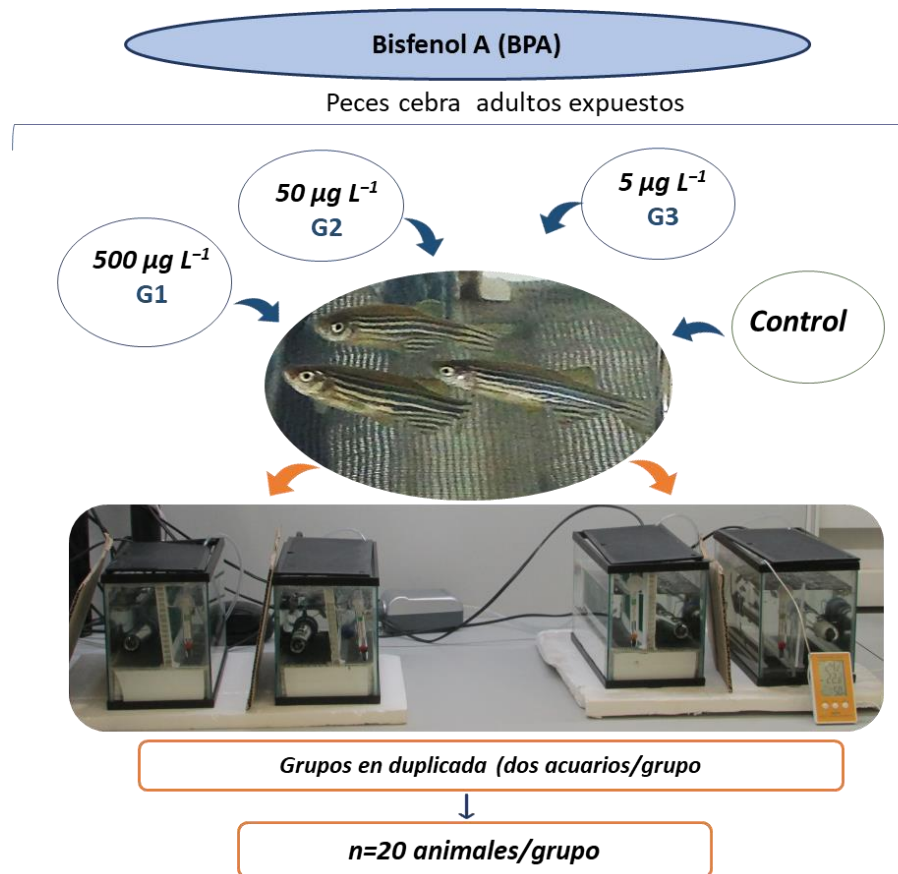 Bisfenol A (BPA)
Peces cebra adultos expuestos
500 µg L⁻¹
G1
50 µg L⁻¹
G2
5 µg L⁻¹
G3
Control
Grupos en duplicada (dos acuarios/grupo
n=20 animales/grupo